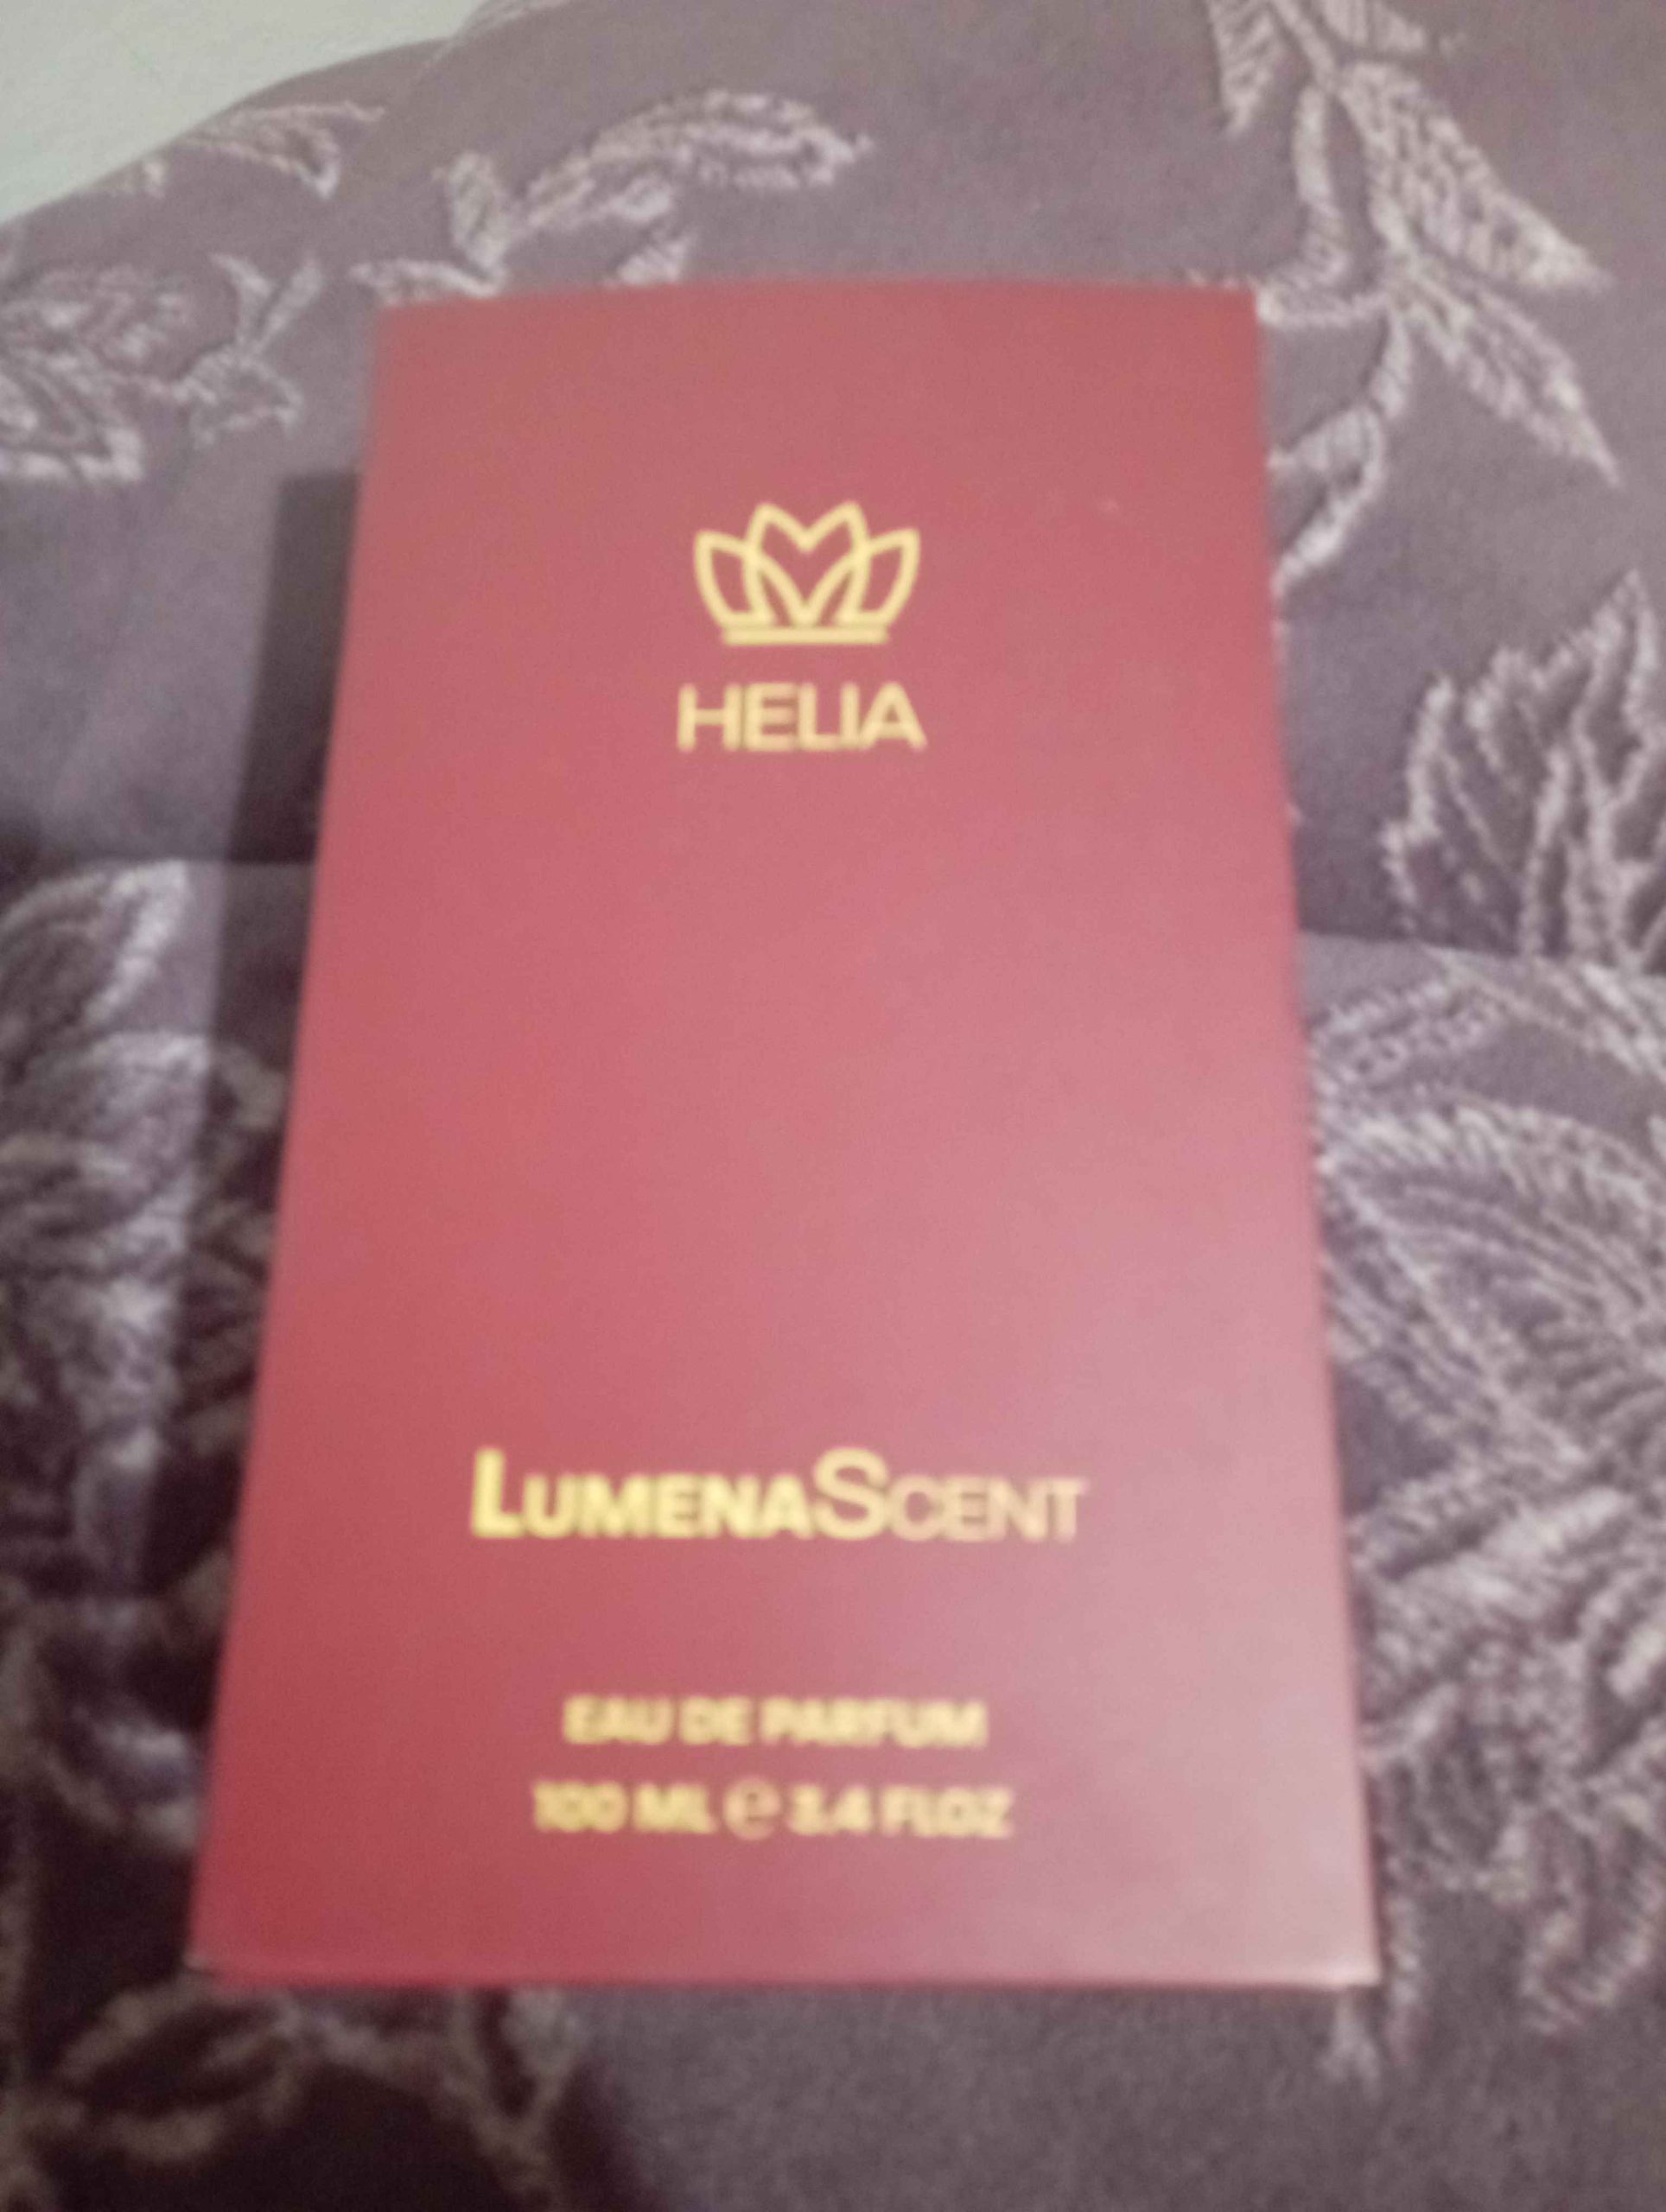 HELIA
LUMENASCENT
EAU DE PARFUM
100 ML ℮ 3.4 FL.OZ